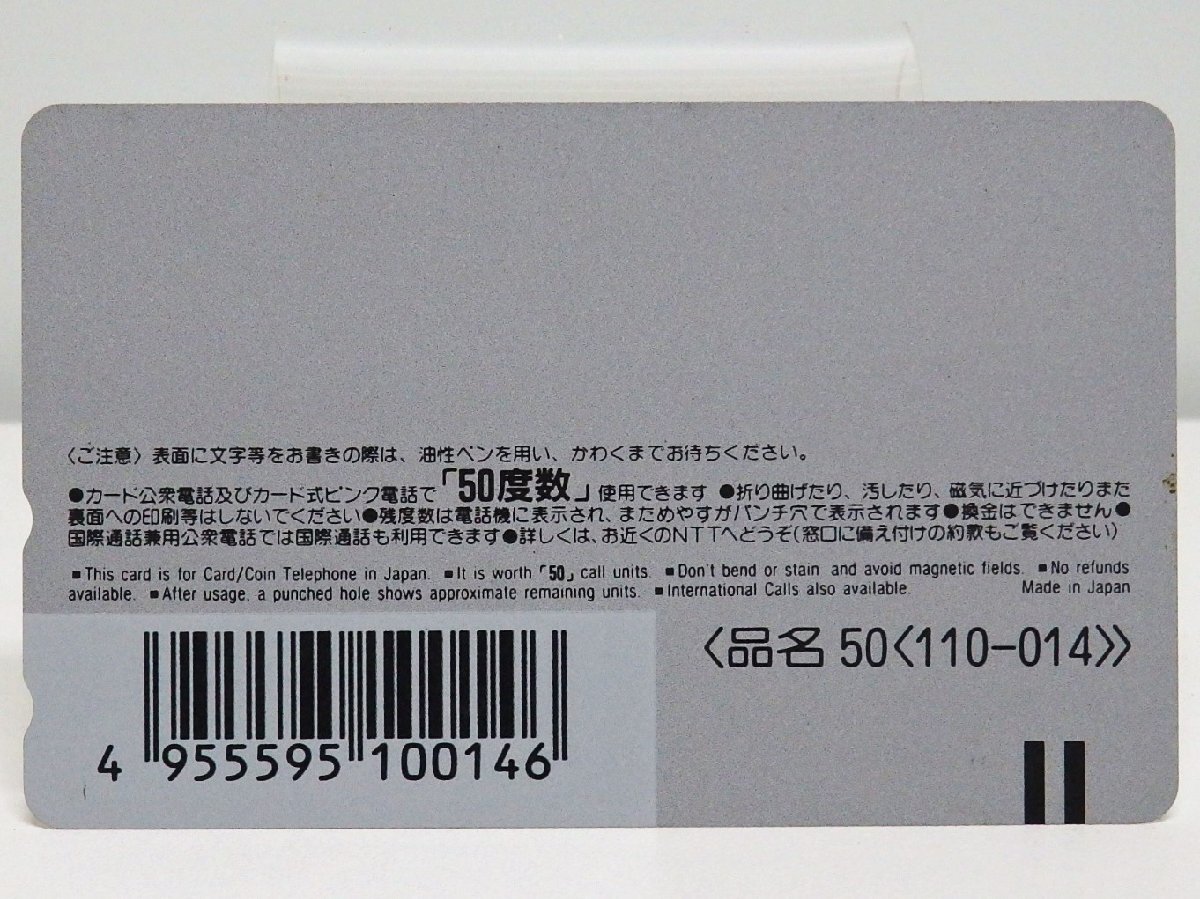 〈ご注意〉表面に文字等をお書きの際は、油性ペンを用い、かわくまでお待ちください。
●カード公衆電話及びカード式ピンク電話で「50度数」使用できます ●折り曲げたり、汚したり、磁気に近づけたりまた
裏面への印刷等はしないでください●残度数は電話機に表示され、まためやすがパンチ穴で表示されます●換金はできません●
国際通話兼用公衆電話では国際通話も利用できます●詳しくは、お近くのNTTへどうぞ(窓口に備え付けの約款もご覧ください)
■This card is for Card/Coin Telephone in Japan. ■It is worth「50」call units. ■Don't bend or stain and avoid magnetic fields. ■No refunds
available. ■After usage, a punched hole shows approximate remaining units. ■International Calls also available. Made in Japan
〈品名 50〈110-014〉〉
4 955595 100146